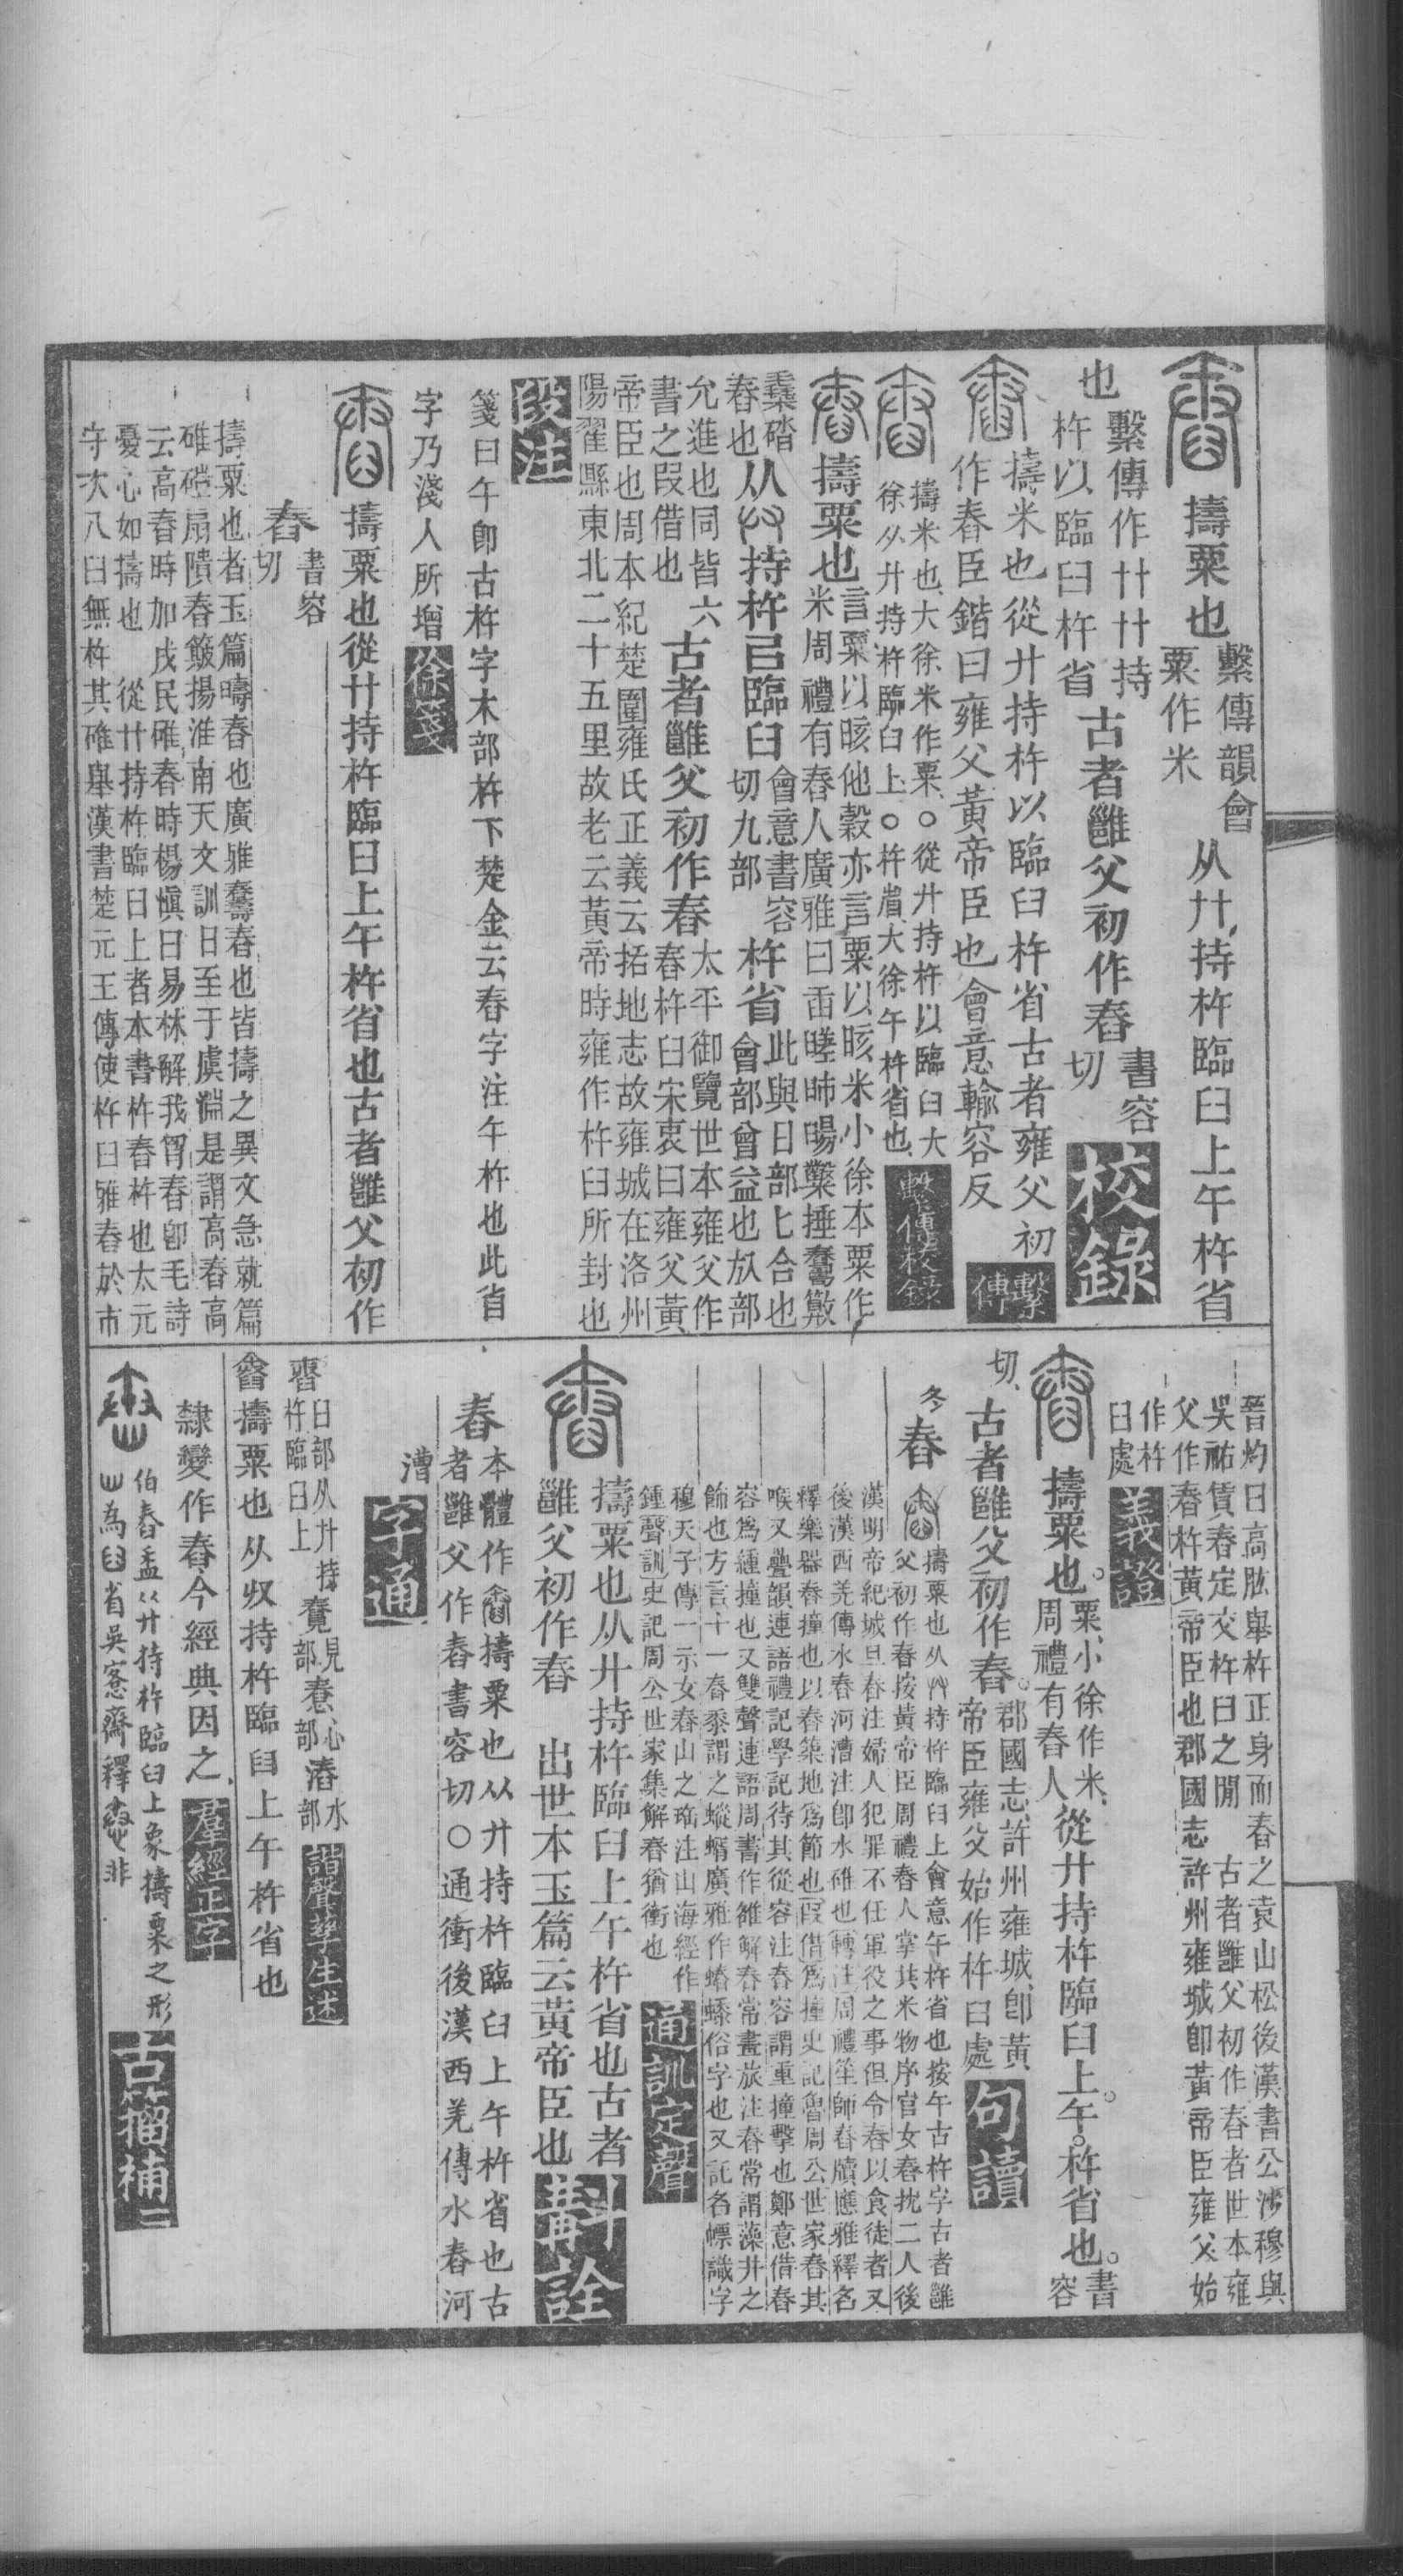 擣粟也
繫傳韻會
粟作米
从廾持杵臨臼上午杵省
也
繫傳作廾廾持
杵以臨臼杵省
古者雝父初作舂
書容
切
校錄
擣米也從廾持杵以臨臼杵省古者雍父初
作舂臣鍇曰雍父黃帝臣也會意輸容反
繫傳
擣米也大徐米作粟○從廾持杵以臨臼大
徐从廾持杵臨臼上○杵省大徐午杵省也
繫傳校錄
擣粟也
言粟以晐他穀亦言粟以晐米小徐本粟作
米周禮有舂人廣雅曰䑔䀩䀢暘䊆捶䵵䉈
䊆䃚
舂也
从廾持杵㠯臨臼
會意書容
切九部
杵省
此與日部匕合也
會部曾益也㫃部
允進也同皆六
書之叚借也
古者雝父初作舂
太平御覽世本雍父作
舂杵臼宋衷曰雍父黃
帝臣也周本紀楚圍雍氏正義云括地志故雍城在洛州
陽翟縣東北二十五里故老云黃帝時雍作杵臼所封也
段注
箋曰午卽古杵字木部杵下楚金云舂字注午杵也此省
字乃淺人所增
徐箋
擣粟也從廾持杵臨臼上午杵省也古者雝父初作
舂
書容
切
擣粟也者玉篇𢷬舂也廣雅䵵舂也皆擣之異文急就篇
碓磑扇隤舂簸揚淮南天文訓日至于虞淵是謂高舂高
云高舂時加戌民碓舂時楊愼曰易林解我胷舂卽毛詩
憂心如擣也　從廾持杵臨臼上者本書杵舂杵也太元
守次八臼無杵其碓舉漢書楚元王傳使杵臼雅舂於市
晉灼曰高肱舉杵正身而舂之袁山松後漢書公沙穆與
吳祐賃舂定交杵臼之閒　古者雝父初作舂者世本雍
父作舂杵黃帝臣也郡國志許州雍城卽黃帝臣雍父始
作杵
臼處
義證
擣粟也。
粟小徐作米
周禮有舂人
從廾持杵臨臼上。午。杵省也。
書容
切
古者雝父初作舂。
郡國志許州雍城卽黃
帝臣雍父始作杵臼處
句讀
冬
舂
擣粟也从廾持杵臨臼上會意午杵省也按午古杵字古者雝
父初作舂按黃帝臣周禮舂人掌共米物序官女舂抌二人後
漢明帝紀城旦舂注婦人犯罪不任軍役之事但令舂以食徒者又
後漢西羌傳水舂河漕注卽水碓也轉注周禮笙師舂牘應雅釋名
釋樂器舂撞也以舂築地爲節也叚借爲撞史記魯周公世家舂其
喉又疊韻連語禮記學記待其從容注舂容謂重撞擊也鄭意借舂
容爲緟撞也又雙聲連語周書作雒解舂常畫旅注舂常謂藻井之
飾也方言十一舂黍謂之蜙蝑廣雅作蝽䗥俗字也又託名幖識字
穆天子傳一示女舂山之珤注山海經作
鍾聲訓史記周公世家集解舂猶衝也
通訓定聲
擣粟也从廾持杵臨臼上午杵省也古者
雝父初作舂　出世本玉篇云黃帝臣也
斠詮
舂
本體作𦥷擣粟也从廾持杵臨臼上午杵省也古
者雝父作舂書容切○通衝後漢西羌傳水舂河
漕
字通
𦥷
臼部从廾持
杵臨臼上
覩
見部
惷
心部
㵮
水部
諧聲孳生述
𦥷擣粟也从収持杵臨臼上午杵省也
隸變作舂今經典因之
羣經正字
伯舂盉从廾持杵臨臼上象擣粟之形
凵為臼省吳愙齋釋惷非
古籀補二